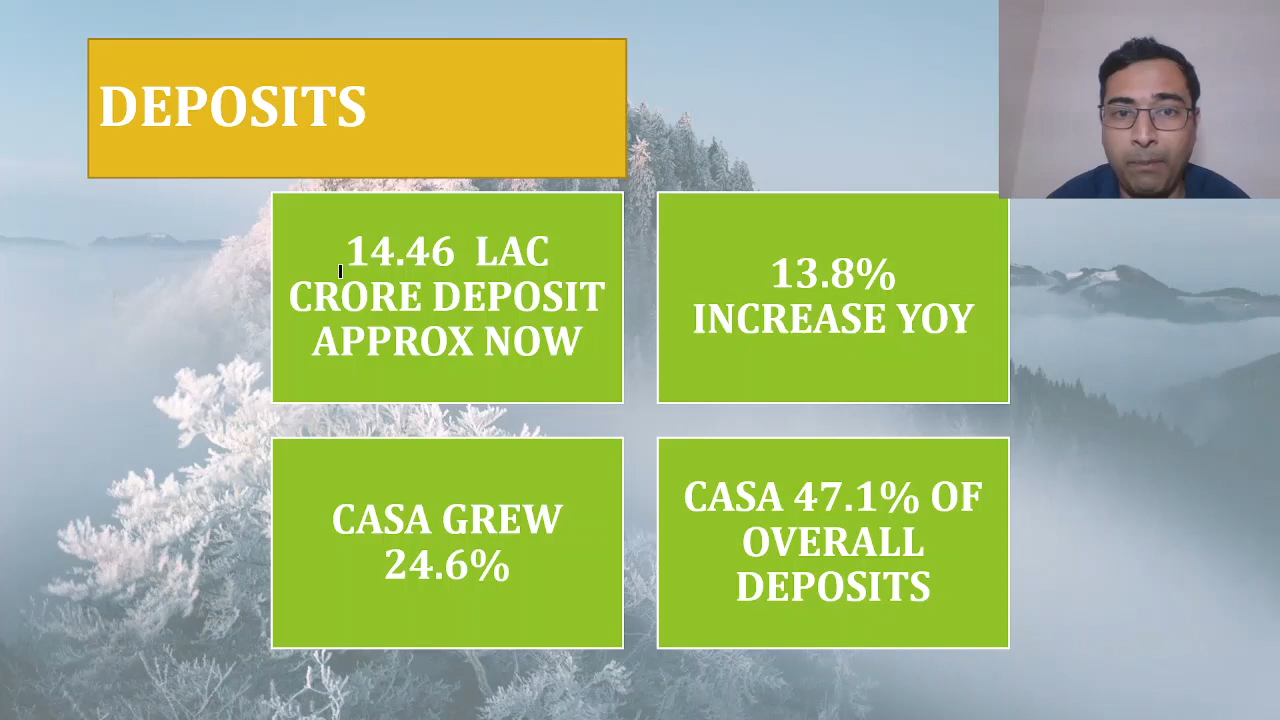 DEPOSITS
14.46 LAC
CRORE DEPOSIT
APPROX NOW
13.8%
INCREASE YOY
CASA GREW
24.6%
CASA 47.1% OF
OVERALL
DEPOSITS